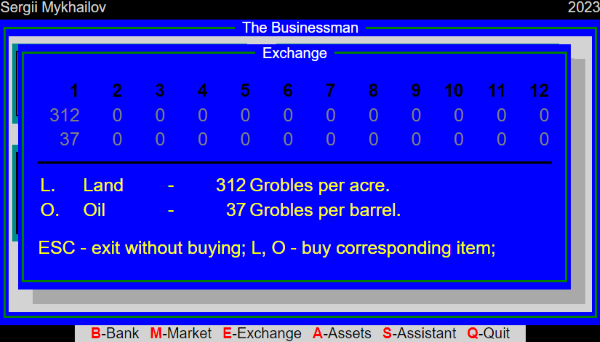 Sergii Mykhailov 2023
The Businessman
Exchange
1 2 3 4 5 6 7 8 9 10 11 12
312 0 0 0 0 0 0 0 0 0 0 0
37 0 0 0 0 0 0 0 0 0 0 0
L. Land - 312 Grobles per acre.
O. Oil - 37 Grobles per barrel.
ESC - exit without buying; L, O - buy corresponding item;
B-Bank M-Market E-Exchange A-Assets S-Assistant Q-Quit